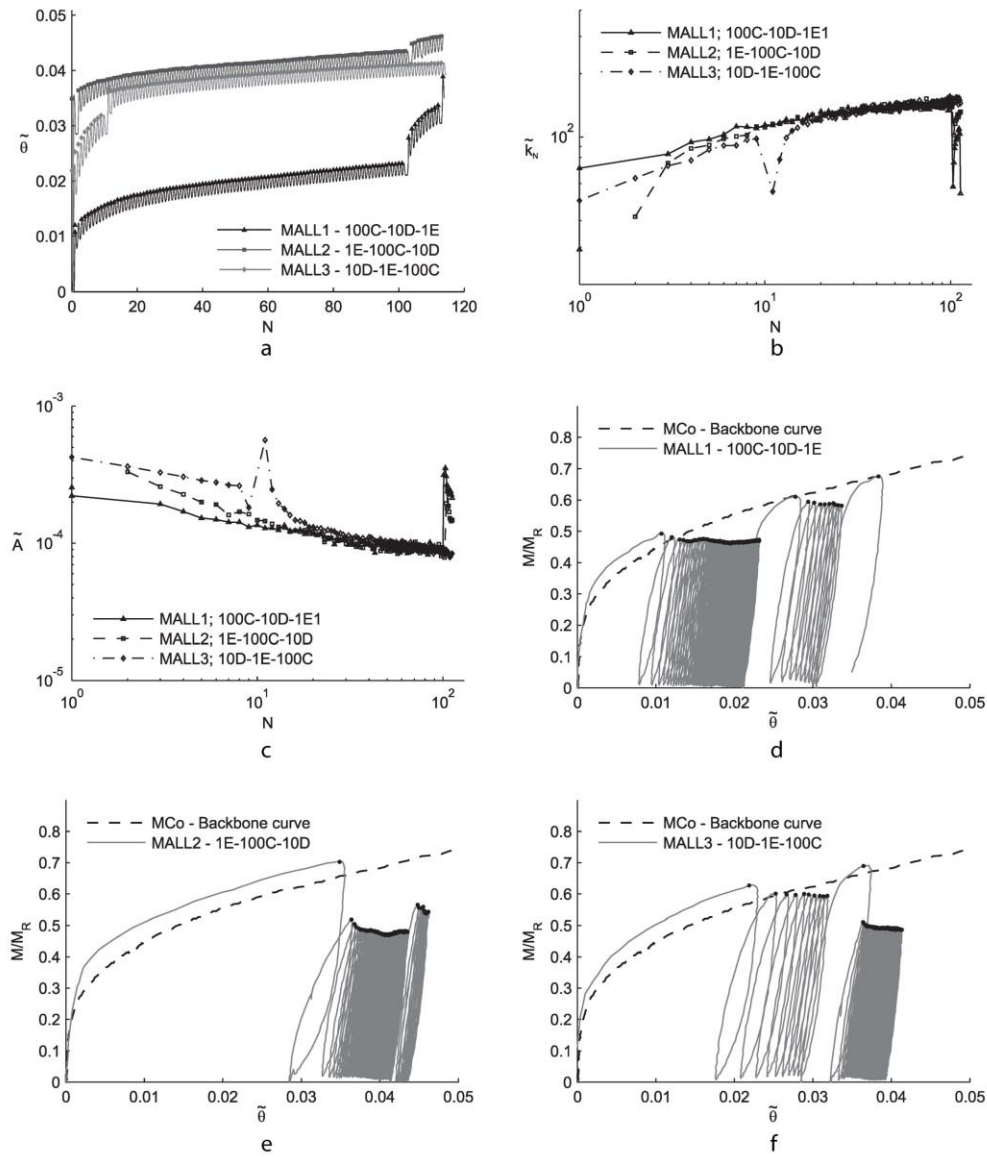 0.05
0.04
0.03
θ̃
0.02
0.01
0
MALL1 - 100C-10D-1E
MALL2 - 1E-100C-10D
MALL3 - 10D-1E-100C
0 20 40 60 80 100 120
N
a
MALL1; 100C-10D-1E1
MALL2; 1E-100C-10D
MALL3; 10D-1E-100C
10²
k̃N
10⁰ 10¹ 10²
N
b
10⁻³
Ã
10⁻⁴
MALL1; 100C-10D-1E1
MALL2; 1E-100C-10D
MALL3; 10D-1E-100C
10⁻⁵
10⁰ 10¹ 10²
N
c
0.8
MCo - Backbone curve
0.7
MALL1 - 100C-10D-1E
0.6
0.5
M/MR
0.4
0.3
0.2
0.1
0
0 0.01 0.02 0.03 0.04 0.05
θ̃
d
0.8
MCo - Backbone curve
0.7
MALL2 - 1E-100C-10D
0.6
0.5
M/MR
0.4
0.3
0.2
0.1
0
0 0.01 0.02 0.03 0.04 0.05
θ̃
e
0.8
MCo - Backbone curve
0.7
MALL3 - 10D-1E-100C
0.6
0.5
M/MR
0.4
0.3
0.2
0.1
0
0 0.01 0.02 0.03 0.04 0.05
θ̃
f